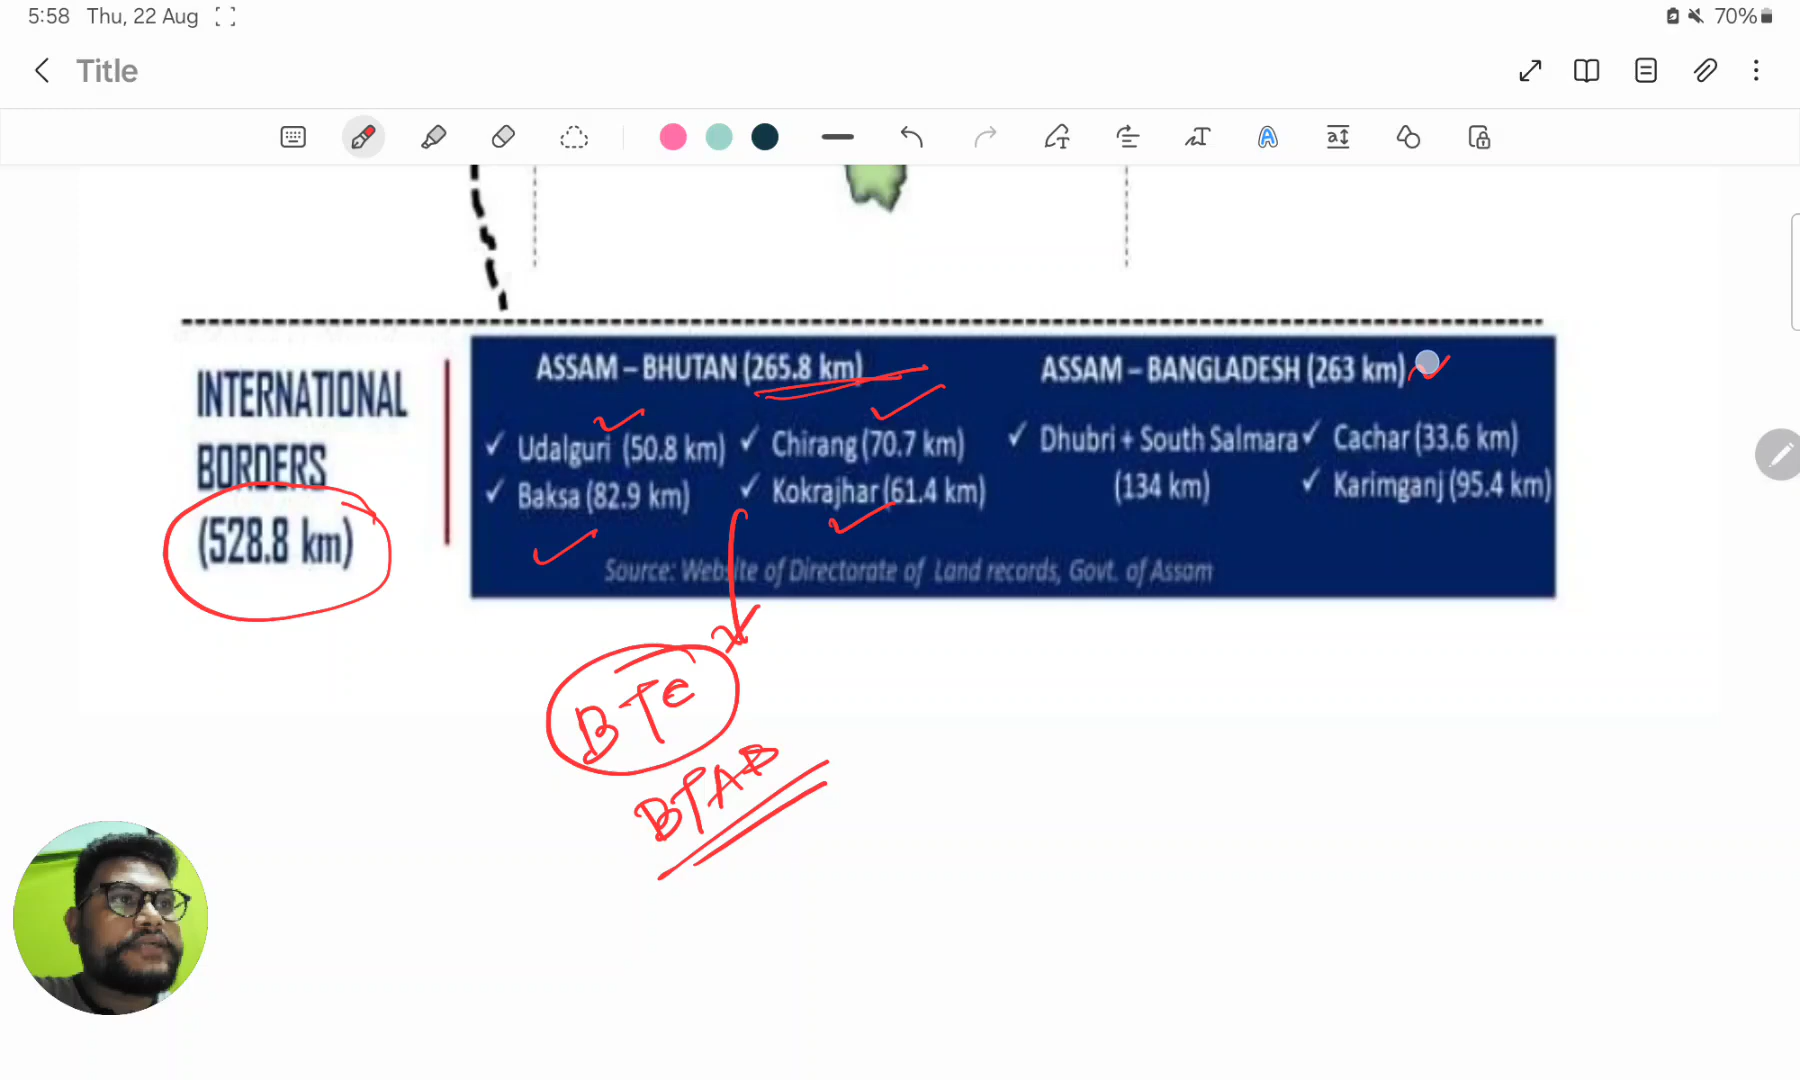 5:58 Thu, 22 Aug
70%
Title
INTERNATIONAL
BORDERS
(528.8 km)
ASSAM – BHUTAN (265.8 km)
✓ Udalguri (50.8 km) ✓ Chirang (70.7 km)
✓ Baksa (82.9 km) ✓ Kokrajhar (61.4 km)
ASSAM – BANGLADESH (263 km)
✓ Dhubri + South Salmara ✓ Cachar (33.6 km)
(134 km) ✓ Karimganj (95.4 km)
Source: Website of Directorate of Land records, Govt. of Assam
BTC
BTAD